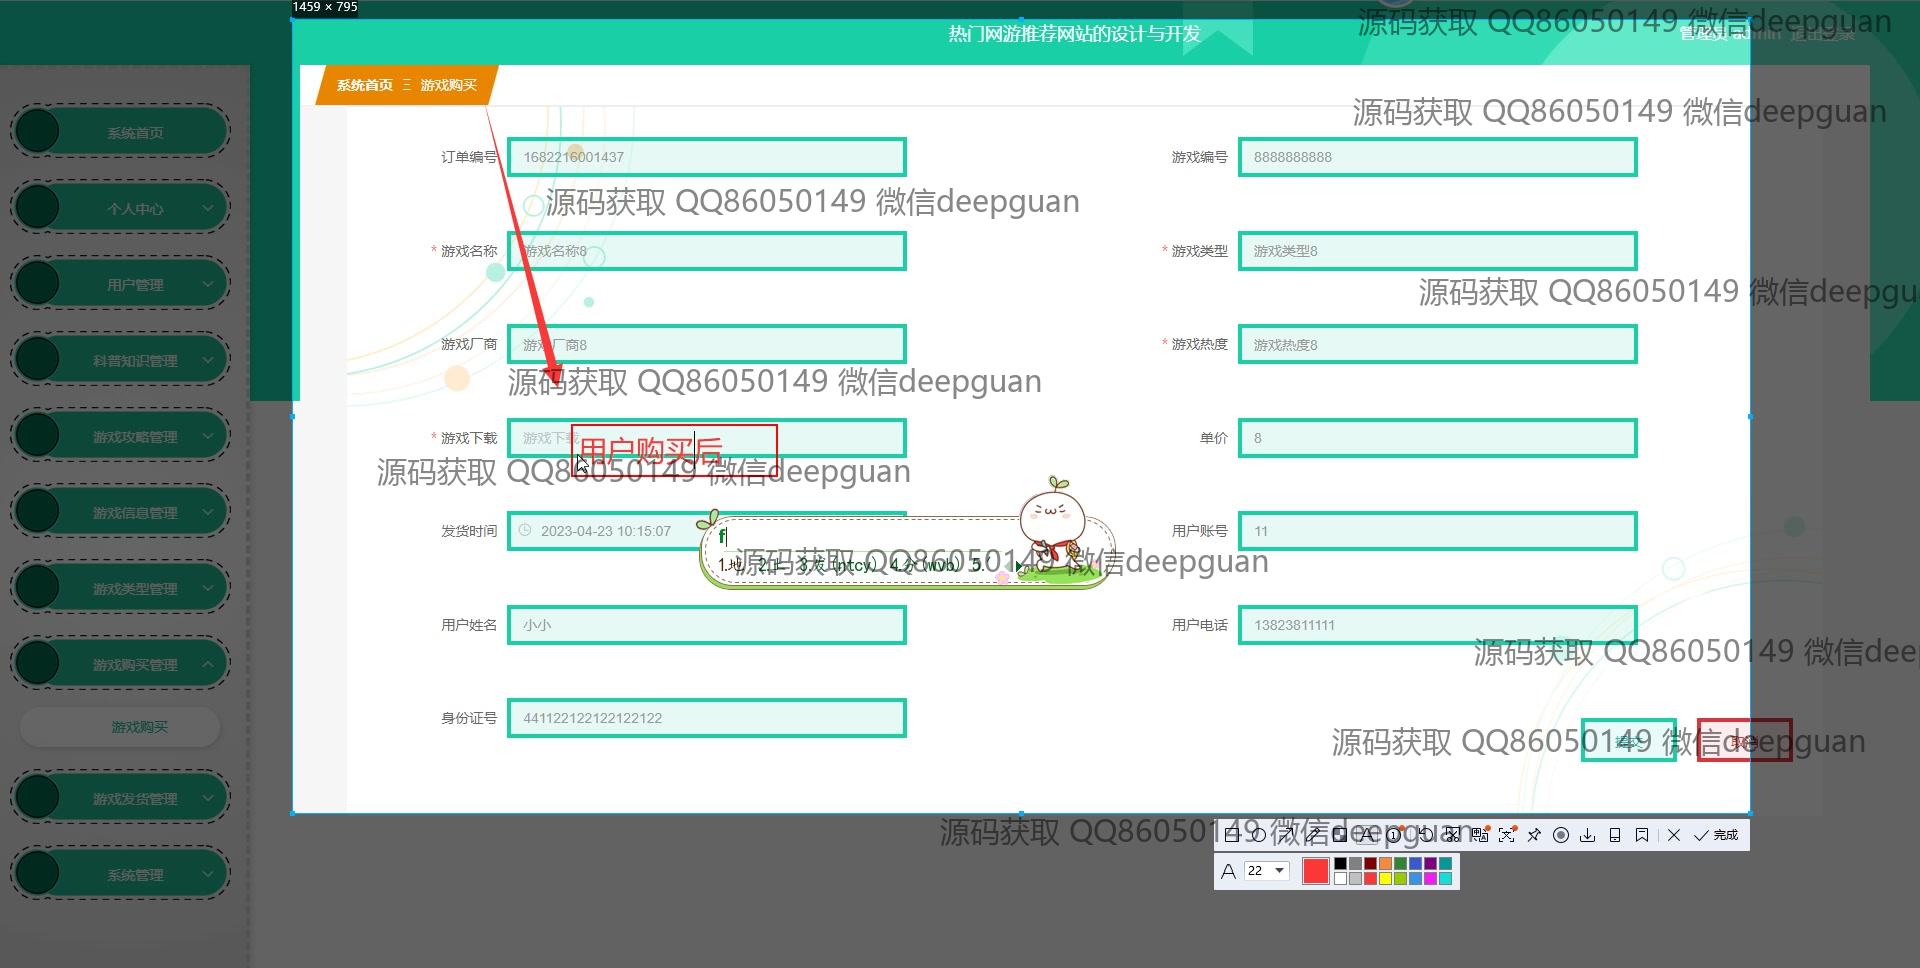 1459 × 795
热门网游推荐网站的设计与开发
源码获取 QQ86050149 微信deepguan
系统首页
游戏购买
源码获取 QQ86050149 微信deepguan
系统首页
个人中心
用户管理
科普知识管理
游戏攻略管理
游戏信息管理
游戏类型管理
游戏购买管理
游戏购买
游戏发货管理
系统管理
订单编号 1682216001437
游戏编号 8888888888
源码获取 QQ86050149 微信deepguan
* 游戏名称 游戏名称8
* 游戏类型 游戏类型8
源码获取 QQ86050149 微信deepgu
游戏厂商 游戏厂商8
* 游戏热度 游戏热度8
源码获取 QQ86050149 微信deepguan
* 游戏下载 游戏下载
用户购买后
单价 8
源码获取 QQ86050149 微信deepguan
发货时间 2023-04-23 10:15:07
用户账号 11
f
源码获取 QQ86050149 微信deepguan
用户姓名 小小
用户电话 13823811111
源码获取 QQ86050149 微信dee
身份证号 441122122122122122
提交
取消
源码获取 QQ86050149 微信deepguan
源码获取 QQ86050149 微信deepguan
完成
A 22